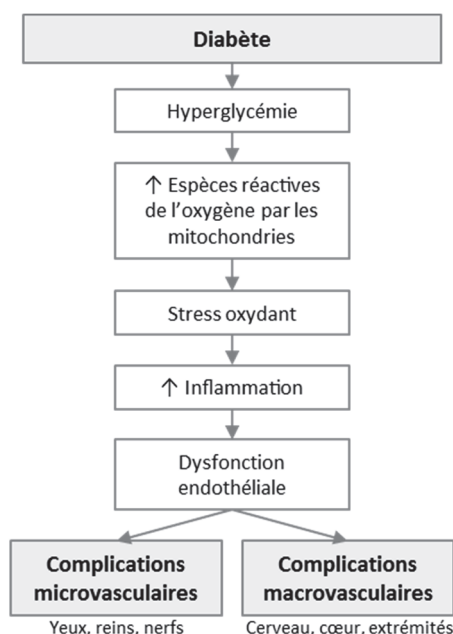 Diabète
Hyperglycémie
↑ Espèces réactives
de l’oxygène par les
mitochondries
Stress oxydant
↑ Inflammation
Dysfonction
endothéliale
Complications
microvasculaires
Yeux, reins, nerfs
Complications
macrovasculaires
Cerveau, cœur, extrémités